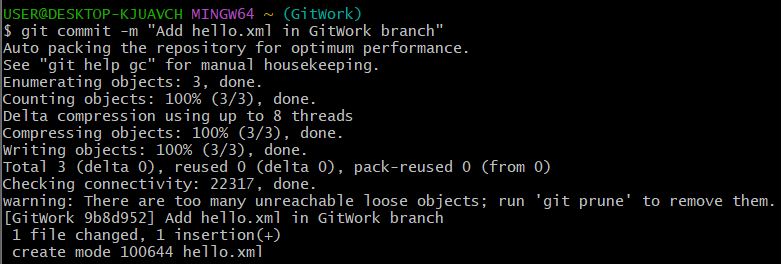 USER@DESKTOP-KJUAVCH MINGW64 ~ (GitWork)
$ git commit -m "Add hello.xml in GitWork branch"
Auto packing the repository for optimum performance.
See "git help gc" for manual housekeeping.
Enumerating objects: 3, done.
Counting objects: 100% (3/3), done.
Delta compression using up to 8 threads
Compressing objects: 100% (3/3), done.
Writing objects: 100% (3/3), done.
Total 3 (delta 0), reused 0 (delta 0), pack-reused 0 (from 0)
Checking connectivity: 22317, done.
warning: There are too many unreachable loose objects; run 'git prune' to remove them.
[GitWork 9b8d952] Add hello.xml in GitWork branch
 1 file changed, 1 insertion(+)
 create mode 100644 hello.xml